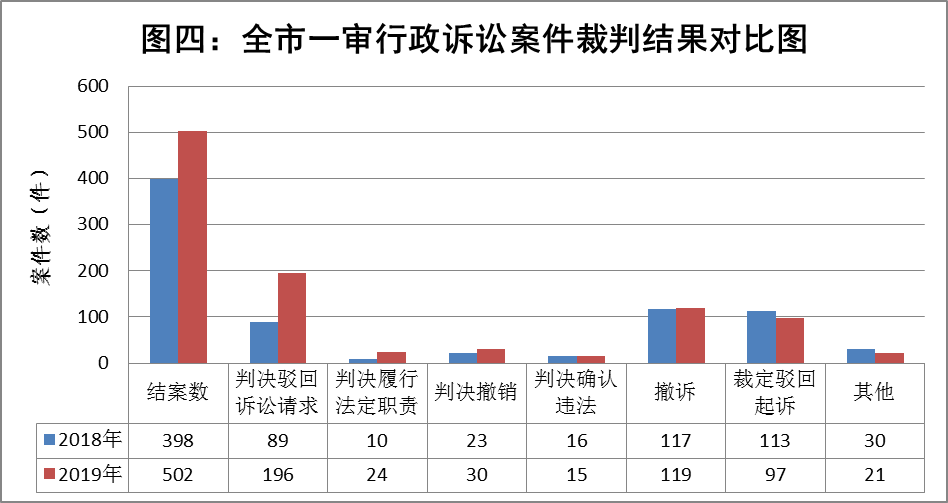 图四：全市一审行政诉讼案件裁判结果对比图
案件数（件）
600
500
400
300
200
100
0
结案数
判决驳回
诉讼请求
判决履行
法定职责
判决撤销
判决确认
违法
撤诉
裁定驳回
起诉
其他
2018年 398 89 10 23 16 117 113 30
2019年 502 196 24 30 15 119 97 21